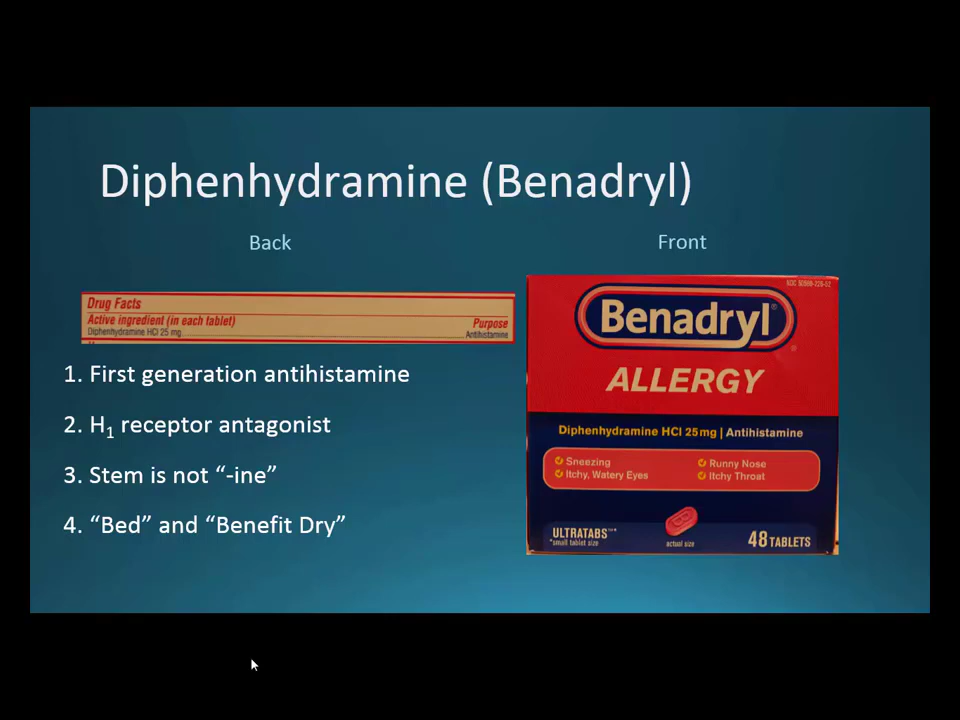 Diphenhydramine (Benadryl)
Back
Front
Drug Facts
Active ingredient (in each tablet)
Purpose
Diphenhydramine HCl 25 mg
Antihistamine
1. First generation antihistamine
2. H1 receptor antagonist
3. Stem is not “-ine”
4. “Bed” and “Benefit Dry”
Benadryl®
ALLERGY
Diphenhydramine HCl 25mg | Antihistamine
Sneezing
Runny Nose
Itchy, Watery Eyes
Itchy Throat
ULTRATABS
*small tablet size
actual size
48 TABLETS